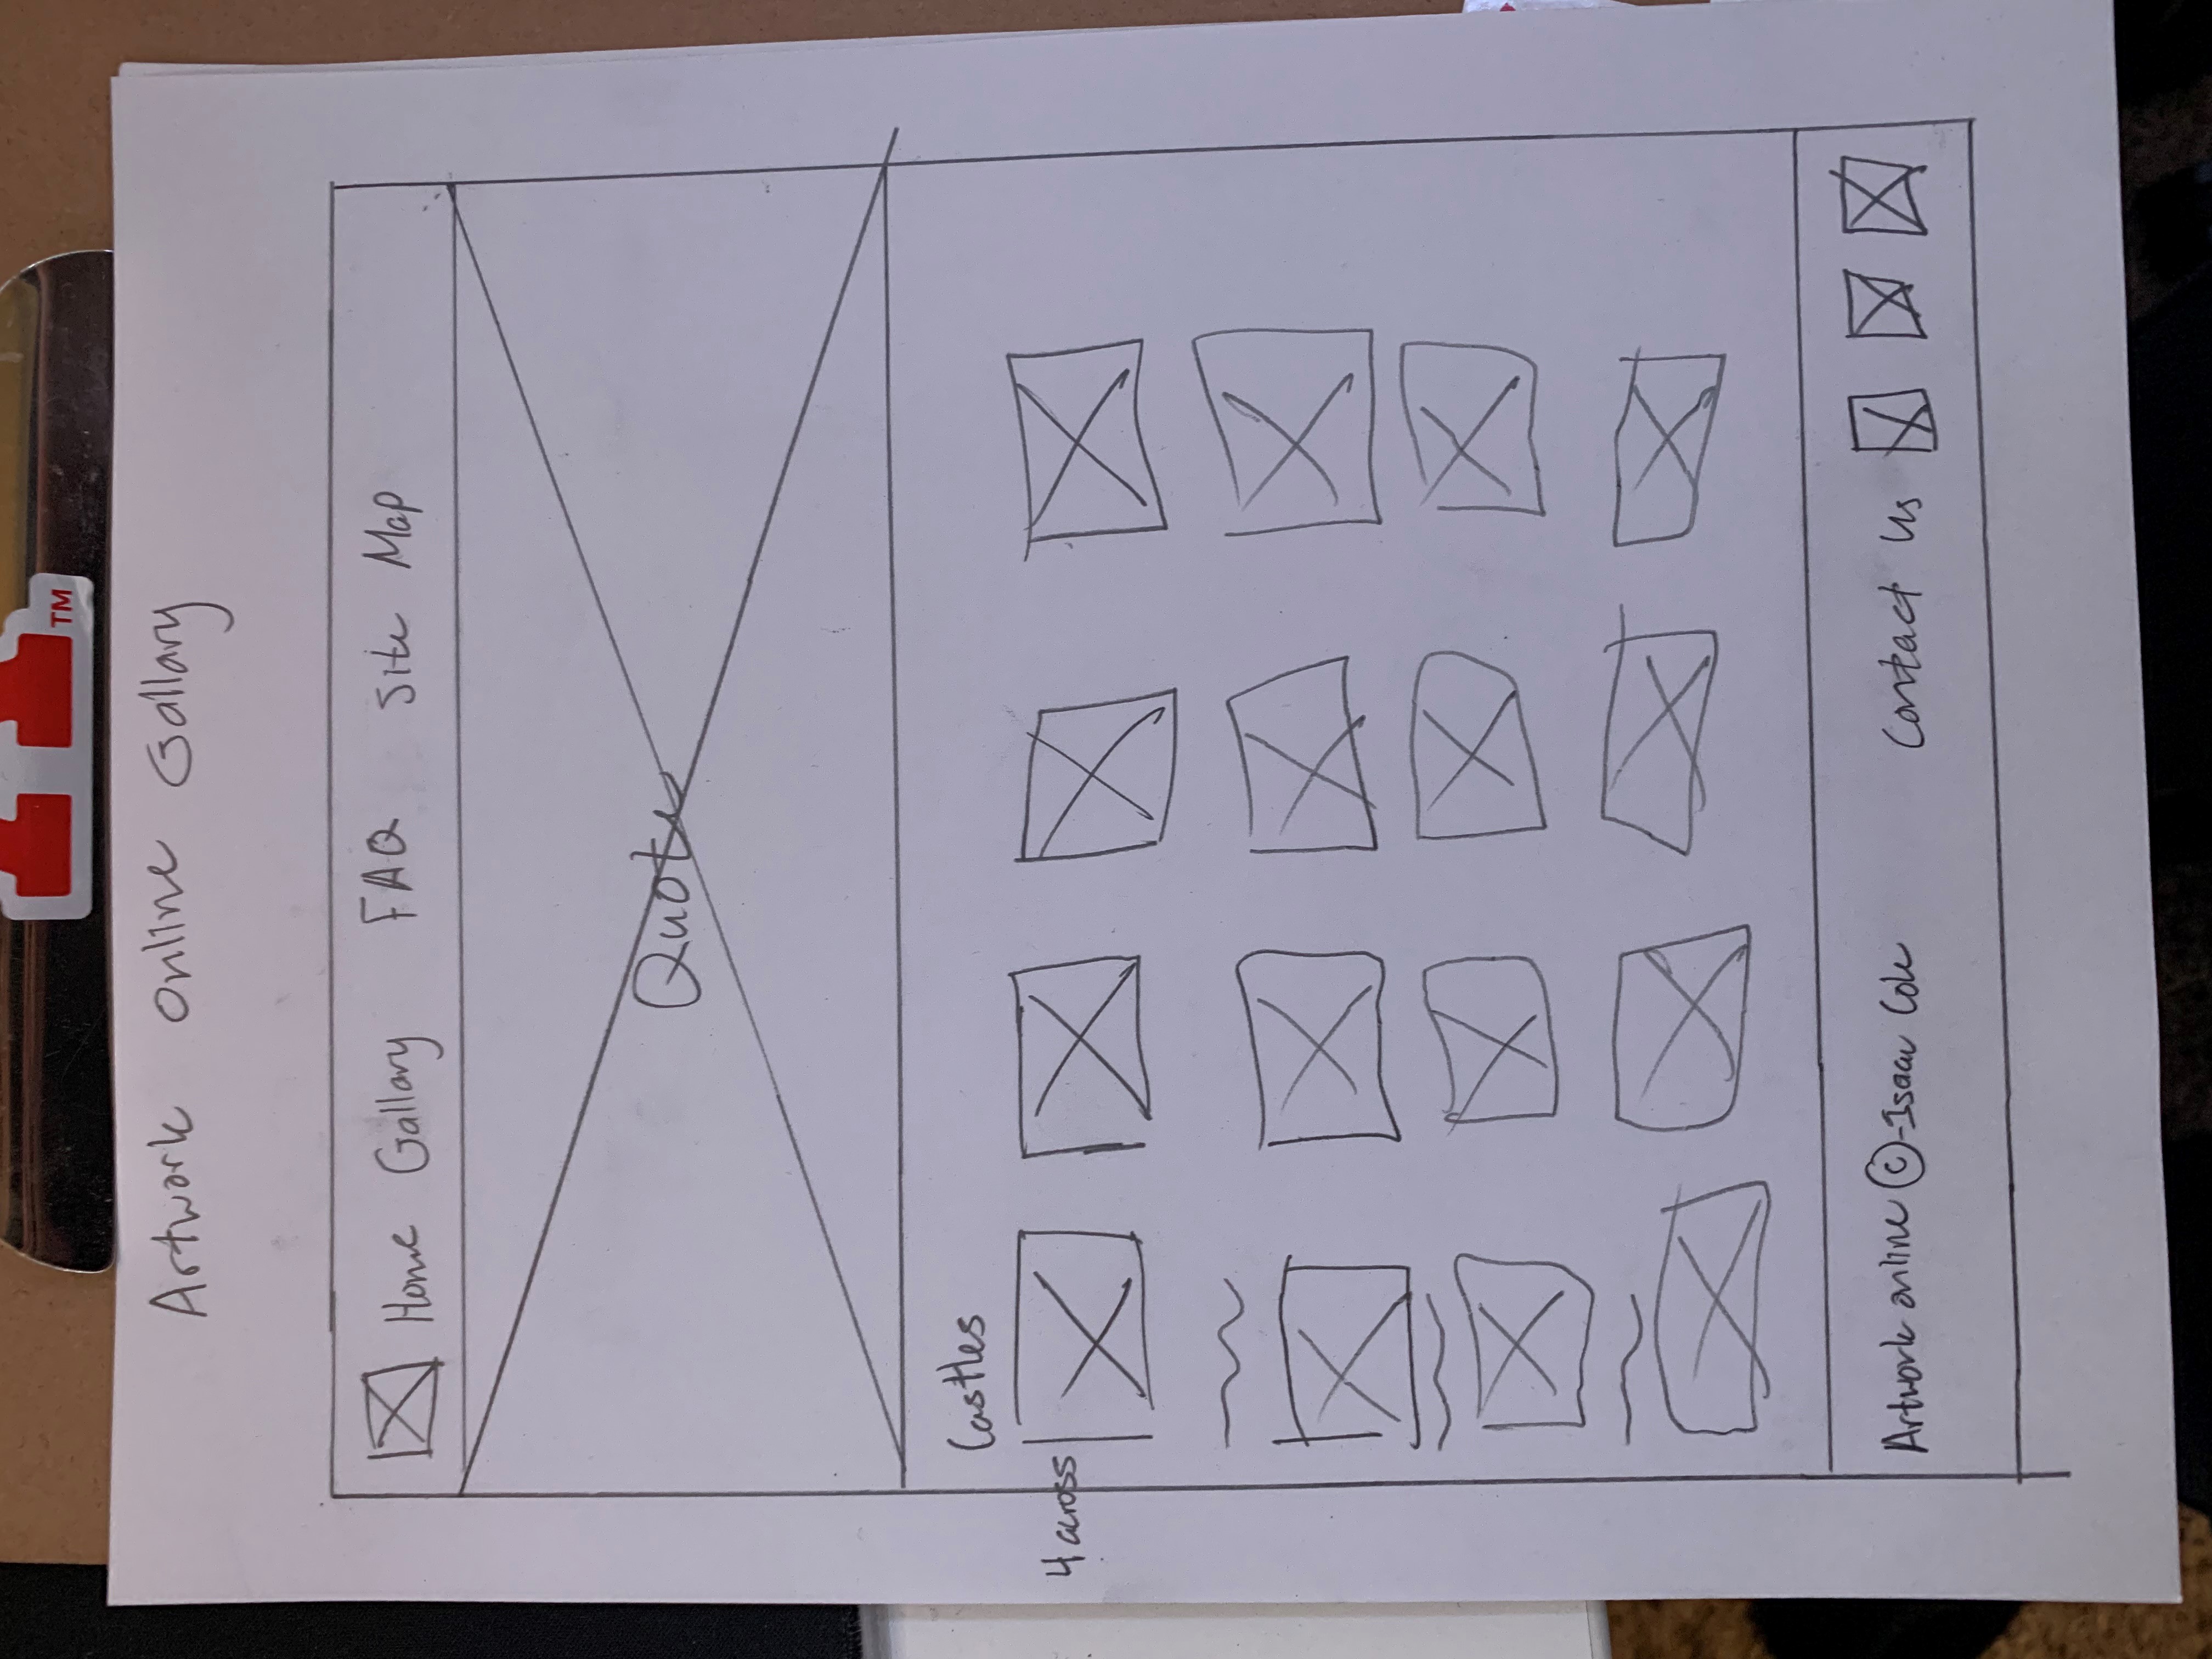 TM
Artwork Online Gallary
Home Gallary FAQ Site Map
Quote
Castles
4 across
Artwork online ©-Isaac Cole
Contact Us